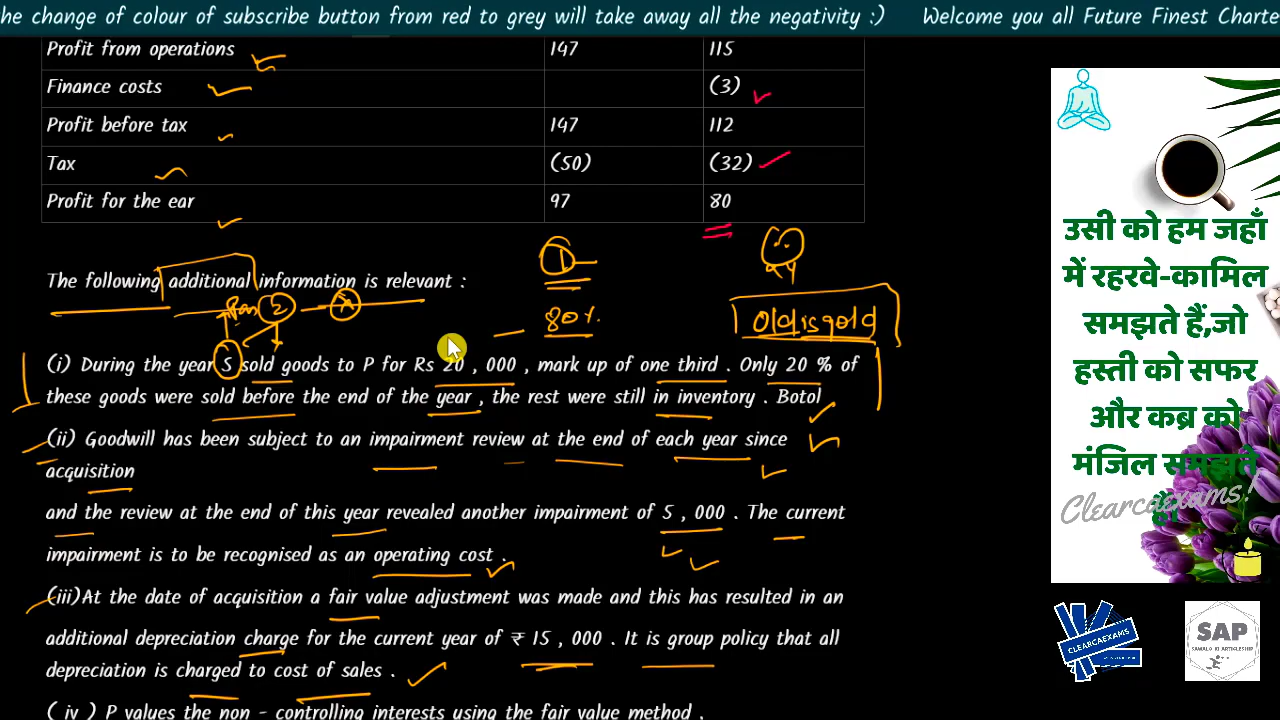 he change of colour of subscribe button from red to grey will take away all the negativity :) Welcome you all Future Finest Charte
Profit from operations 147 115
Finance costs (3)
Profit before tax 147 112
Tax (50) (32)
Profit for the ear 97 80
The following additional information is relevant :
2
80%
Old is gold
(i) During the year S sold goods to P for Rs 20 , 000 , mark up of one third . Only 20 % of
these goods were sold before the end of the year , the rest were still in inventory . Botol
(ii) Goodwill has been subject to an impairment review at the end of each year since
acquisition
and the review at the end of this year revealed another impairment of 5 , 000 . The current
impairment is to be recognised as an operating cost .
(iii)At the date of acquisition a fair value adjustment was made and this has resulted in an
additional depreciation charge for the current year of ₹ 15 , 000 . It is group policy that all
depreciation is charged to cost of sales .
( iv ) P values the non - controlling interests using the fair value method .
उसी को हम जहाँ
में रहरवे-कामिल
समझते हैं,जो
हस्ती को सफर
और कब्र को
मंजिल समझते
हैं।
Clearcaexams!
CLEARCAEXAMS
SAP
SAWALO KI ARTICLESHIP